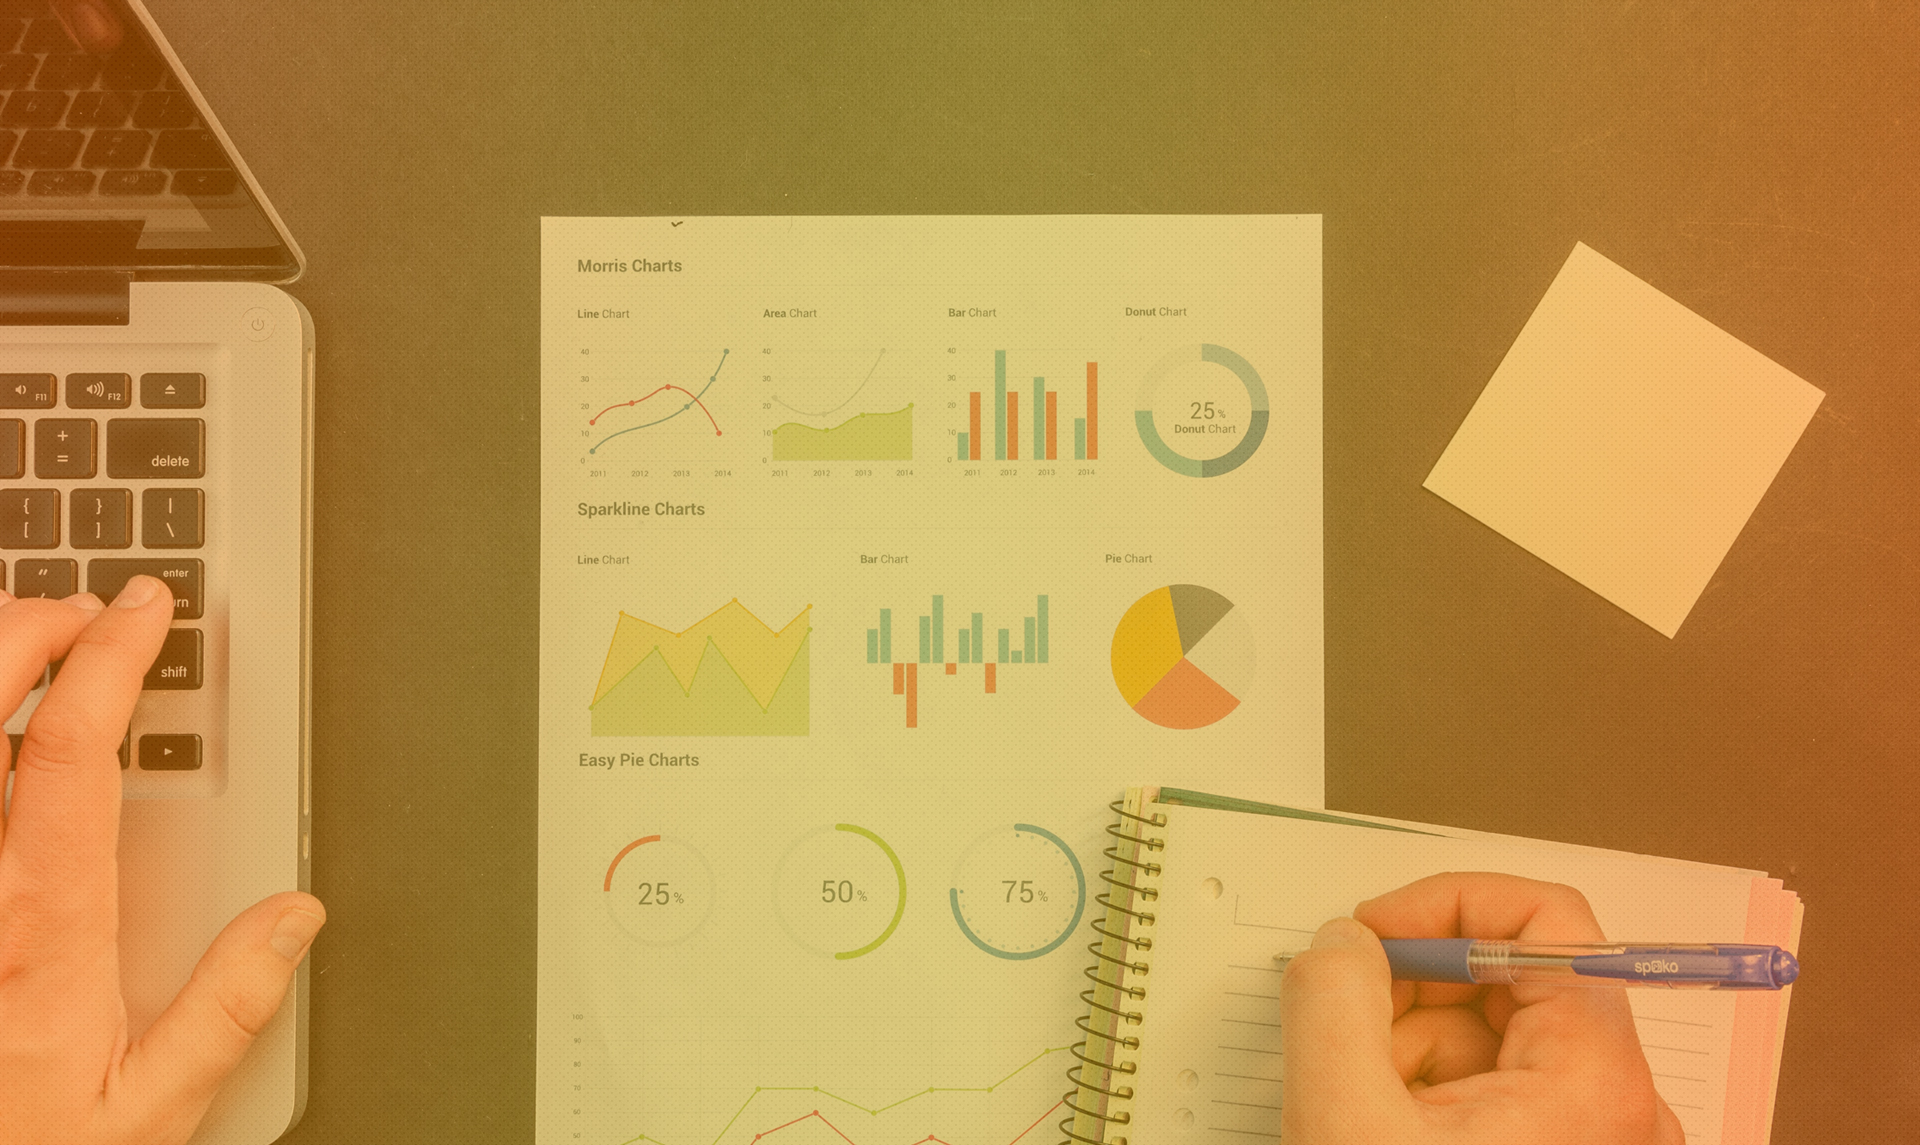 Morris Charts
Line Chart
Area Chart
Bar Chart
Donut Chart
40
30
20
10
0
2011 2012 2013 2014
40
30
20
10
0
2011 2012 2013 2014
40
30
20
10
0
2011 2012 2013 2014
25%
Donut Chart
Sparkline Charts
Line Chart
Bar Chart
Pie Chart
Easy Pie Charts
25%
50%
75%
100
90
80
70
60
50
F11
F12
+
=
delete
{
[
}
]
|
\
"
enter
shift
spoko